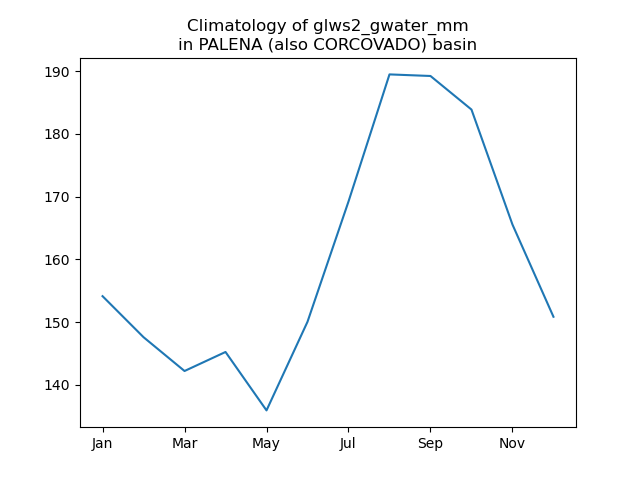 Climatology of glws2_gwater_mm
in PALENA (also CORCOVADO) basin
190
180
170
160
150
140
Jan Mar May Jul Sep Nov